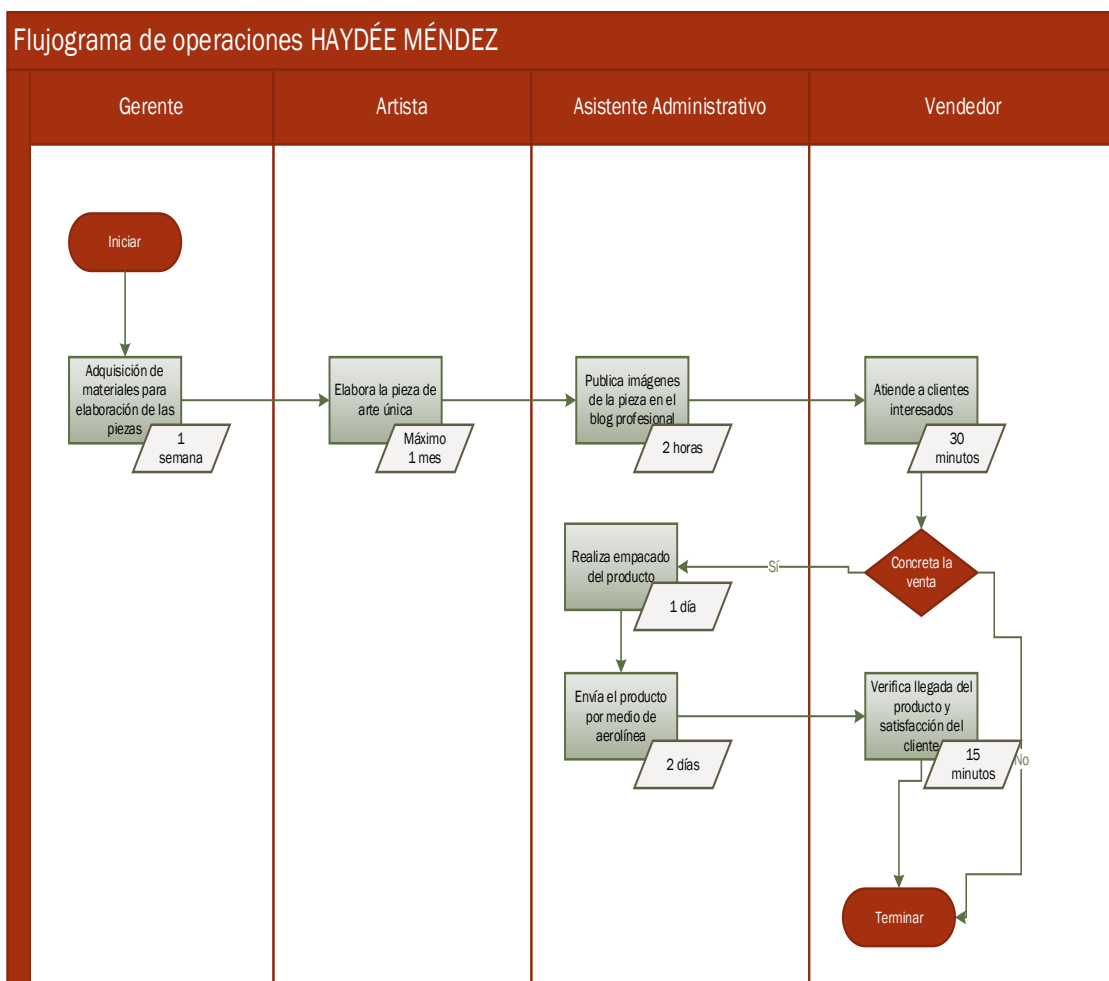 Flujograma de operaciones HAYDÉE MÉNDEZ
Gerente
Artista
Asistente Administrativo
Vendedor
Iniciar
Adquisición de
materiales para
elaboración de las
piezas
1
semana
Elabora la pieza de
arte única
Máximo
1 mes
Publica imágenes
de la pieza en el
blog profesional
2 horas
Atiende a clientes
interesados
30
minutos
Concreta la
venta
Sí
Realiza empacado
del producto
1 día
Envía el producto
por medio de
aerolínea
2 días
Verifica llegada del
producto y
satisfacción del
cliente
15
minutos
No
Terminar